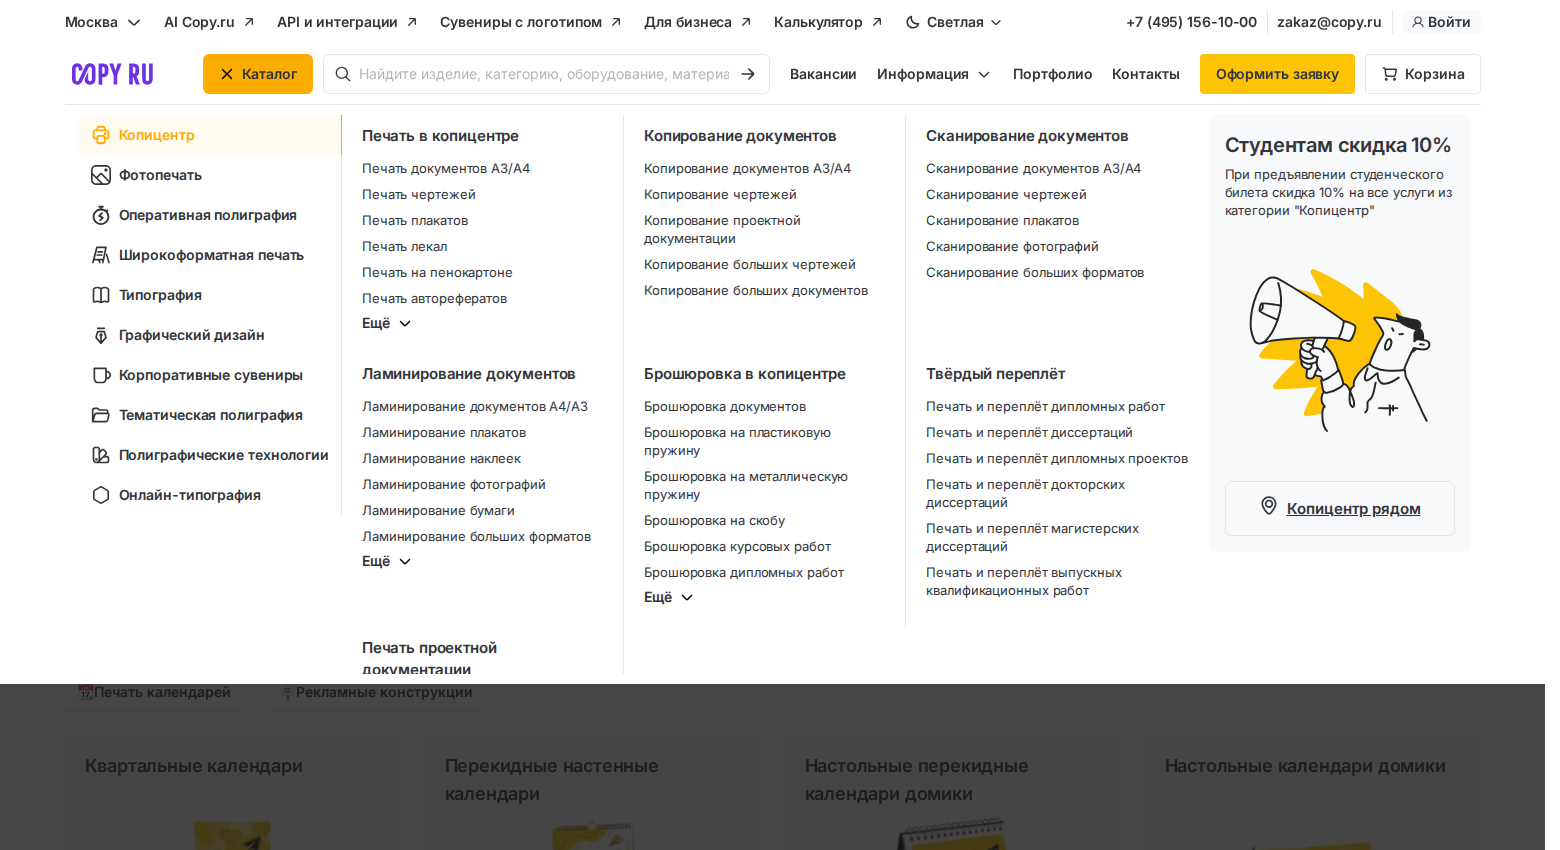 Москва AI Copy.ru API и интеграции Сувениры с логотипом Для бизнеса Калькулятор Светлая +7 (495) 156-10-00 zakaz@copy.ru Войти
COPY RU Каталог Найдите изделие, категорию, оборудование, материа Вакансии Информация Портфолио Контакты Оформить заявку Корзина
Копицентр
Фотопечать
Оперативная полиграфия
Широкоформатная печать
Типография
Графический дизайн
Корпоративные сувениры
Тематическая полиграфия
Полиграфические технологии
Онлайн-типография
Печать в копицентре
Печать документов А3/А4
Печать чертежей
Печать плакатов
Печать лекал
Печать на пенокартоне
Печать авторефератов
Ещё
Копирование документов
Копирование документов А3/А4
Копирование чертежей
Копирование проектной
документации
Копирование больших чертежей
Копирование больших документов
Сканирование документов
Сканирование документов А3/А4
Сканирование чертежей
Сканирование плакатов
Сканирование фотографий
Сканирование больших форматов
Ламинирование документов
Ламинирование документов А4/А3
Ламинирование плакатов
Ламинирование наклеек
Ламинирование фотографий
Ламинирование бумаги
Ламинирование больших форматов
Ещё
Брошюровка в копицентре
Брошюровка документов
Брошюровка на пластиковую
пружину
Брошюровка на металлическую
пружину
Брошюровка на скобу
Брошюровка курсовых работ
Брошюровка дипломных работ
Ещё
Твёрдый переплёт
Печать и переплёт дипломных работ
Печать и переплёт диссертаций
Печать и переплёт дипломных проектов
Печать и переплёт докторских
диссертаций
Печать и переплёт магистерских
диссертаций
Печать и переплёт выпускных
квалификационных работ
Печать проектной
документации
Студентам скидка 10%
При предъявлении студенческого
билета скидка 10% на все услуги из
категории "Копицентр"
Копицентр рядом
Печать календарей Рекламные конструкции
Квартальные календари
Перекидные настенные
календари
Настольные перекидные
календари домики
Настольные календари домики